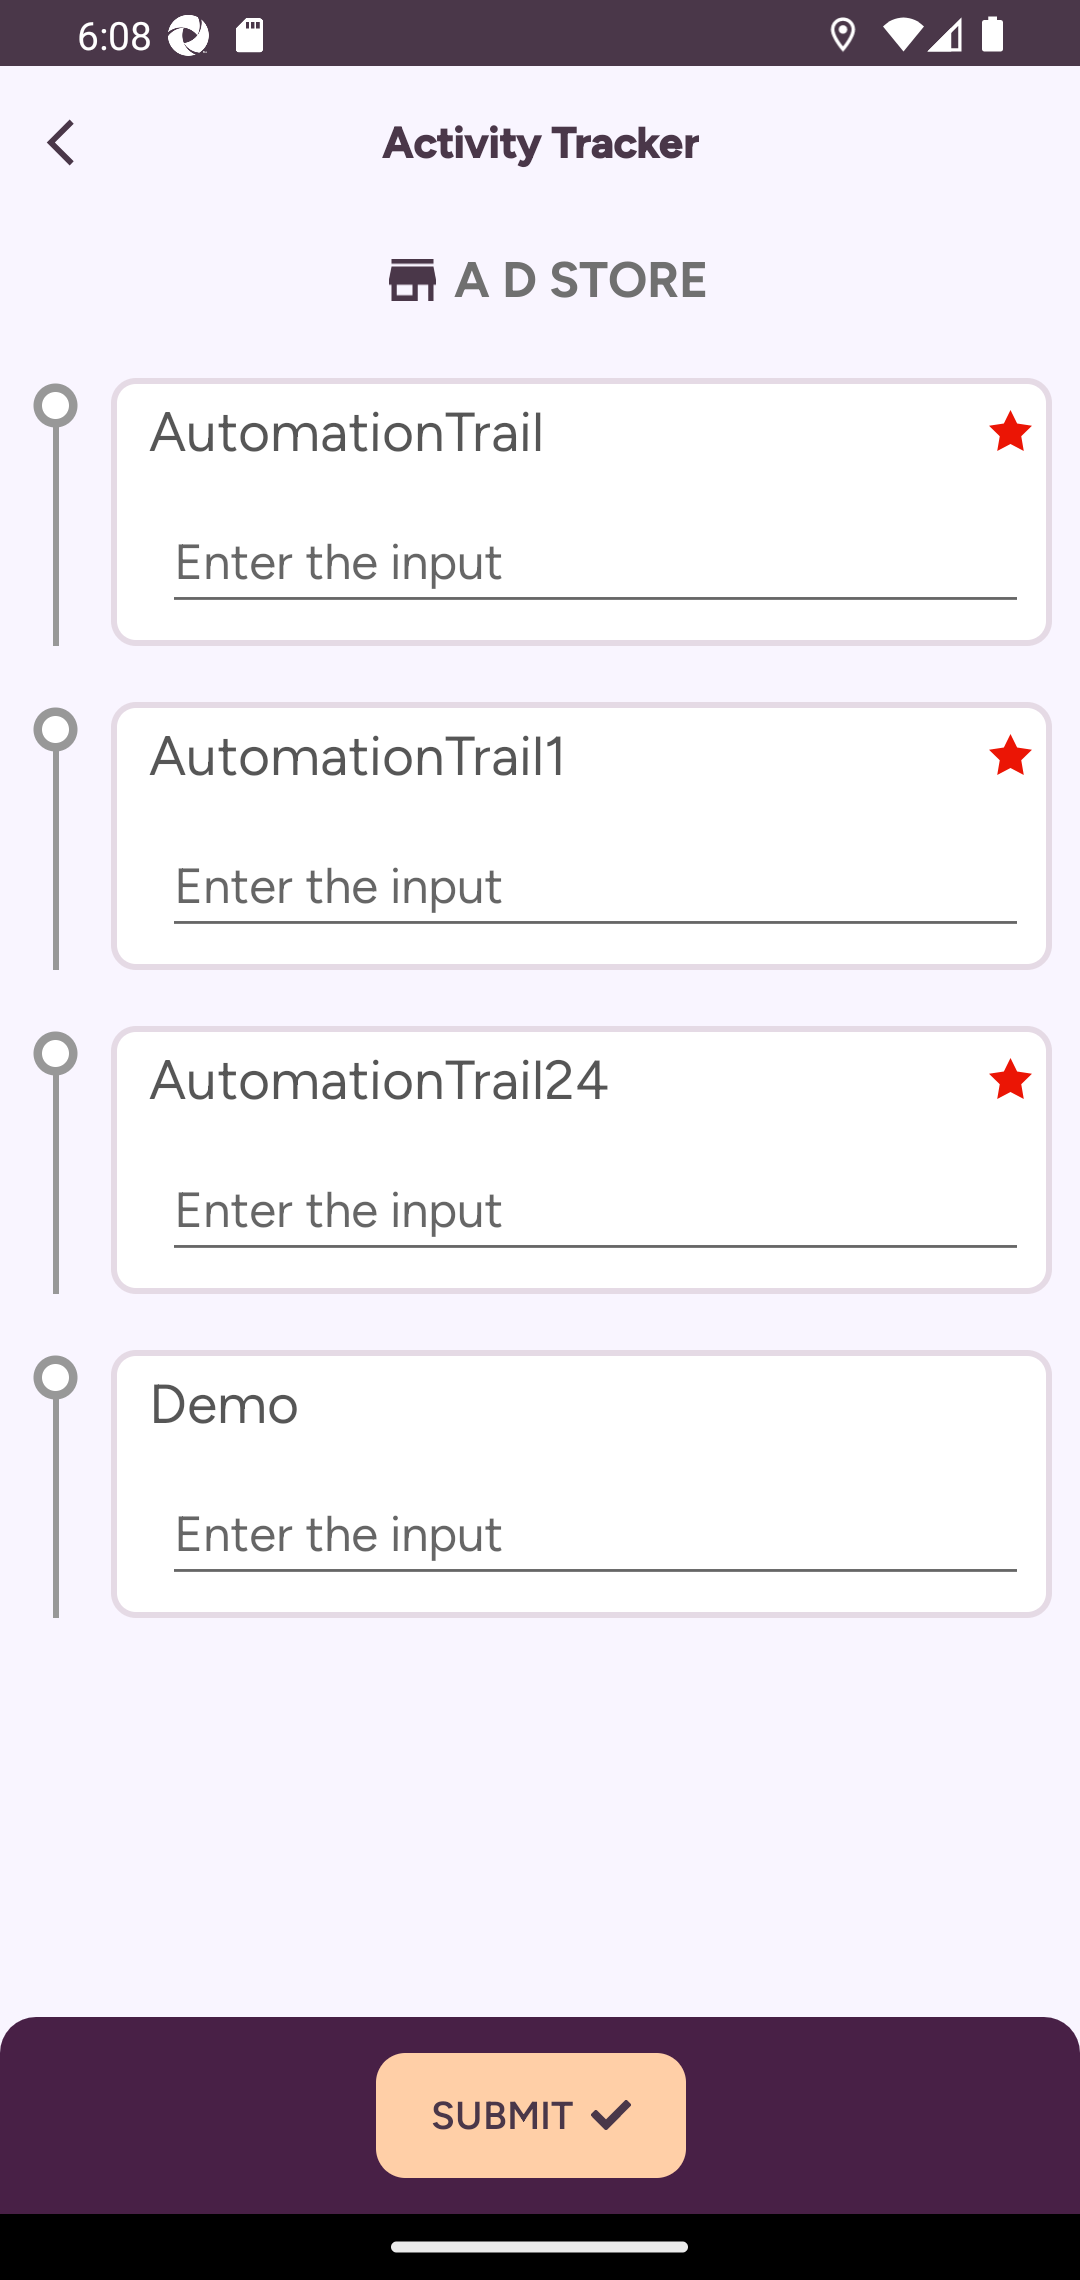 6:08
Activity Tracker
A D STORE
AutomationTrail
Enter the input
AutomationTrail1
Enter the input
AutomationTrail24
Enter the input
Demo
Enter the input
SUBMIT